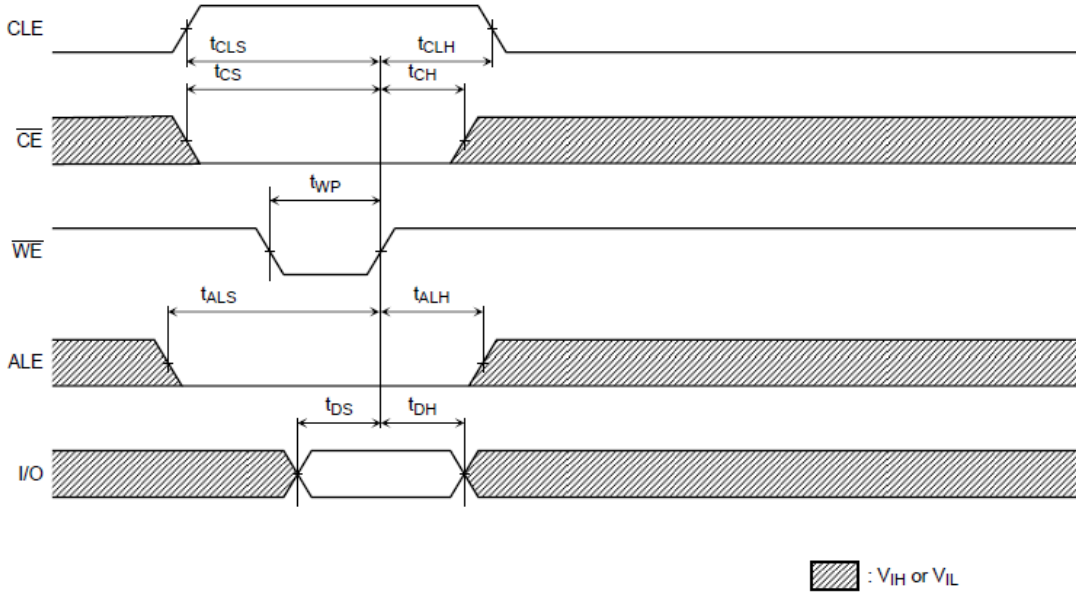 CLE
tCLS
tCLH
tCS
tCH
CE
tWP
WE
tALS
tALH
ALE
tDS
tDH
I/O
: VIH or VIL